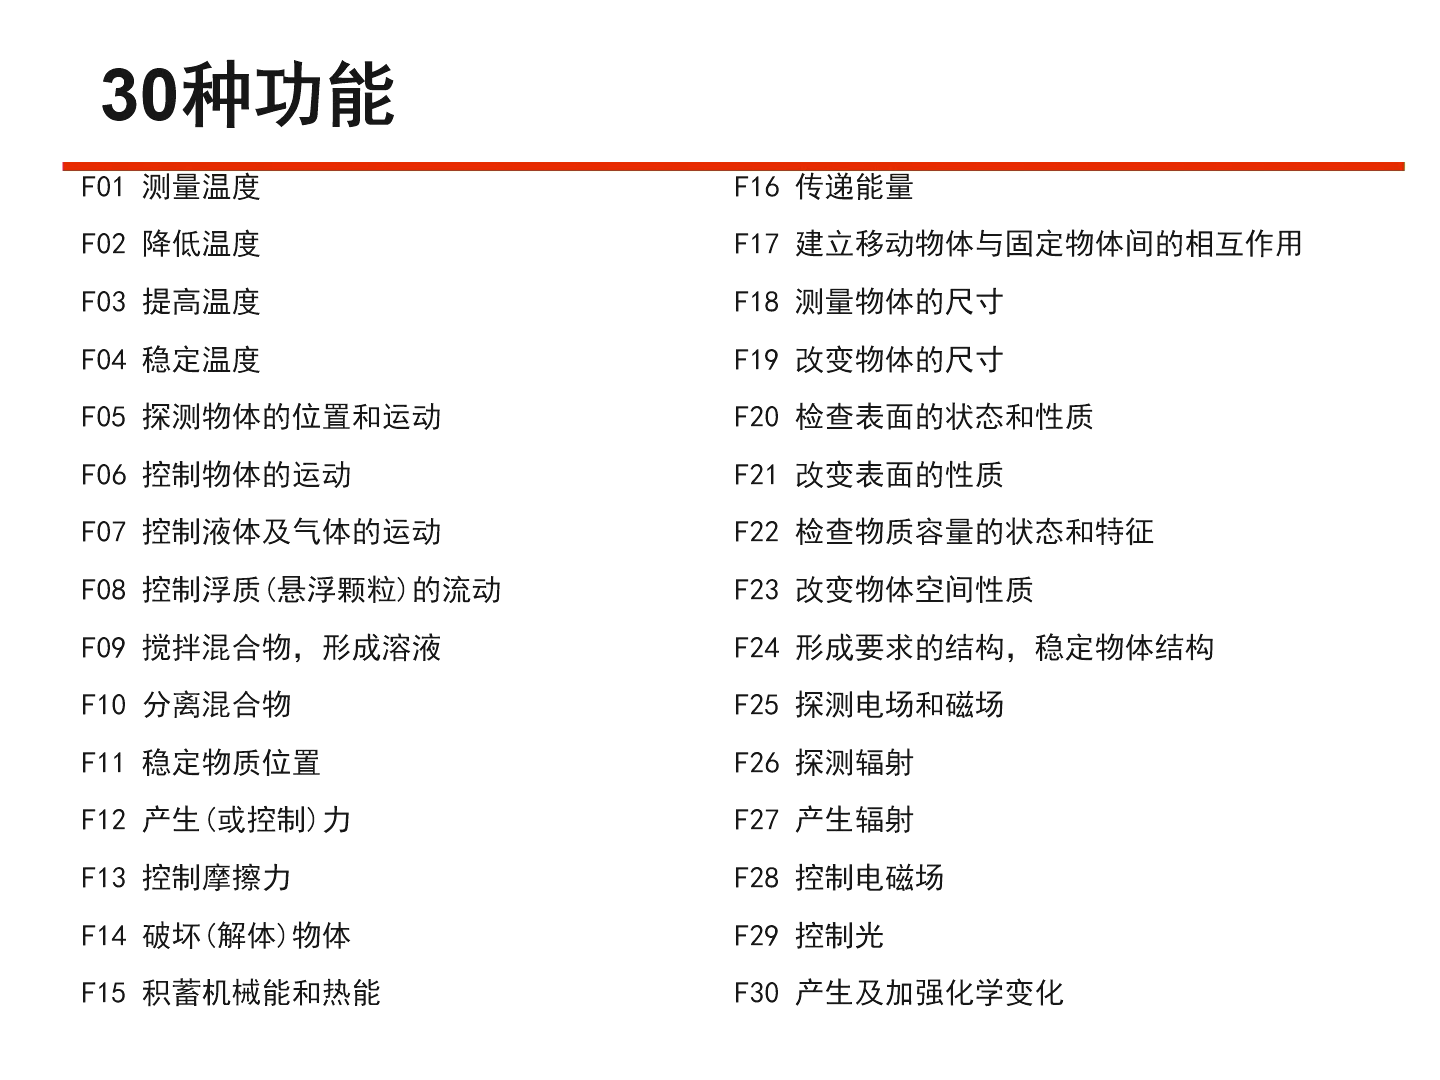 30种功能
F01 测量温度
F02 降低温度
F03 提高温度
F04 稳定温度
F05 探测物体的位置和运动
F06 控制物体的运动
F07 控制液体及气体的运动
F08 控制浮质(悬浮颗粒)的流动
F09 搅拌混合物，形成溶液
F10 分离混合物
F11 稳定物质位置
F12 产生(或控制)力
F13 控制摩擦力
F14 破坏(解体)物体
F15 积蓄机械能和热能
F16 传递能量
F17 建立移动物体与固定物体间的相互作用
F18 测量物体的尺寸
F19 改变物体的尺寸
F20 检查表面的状态和性质
F21 改变表面的性质
F22 检查物质容量的状态和特征
F23 改变物体空间性质
F24 形成要求的结构，稳定物体结构
F25 探测电场和磁场
F26 探测辐射
F27 产生辐射
F28 控制电磁场
F29 控制光
F30 产生及加强化学变化